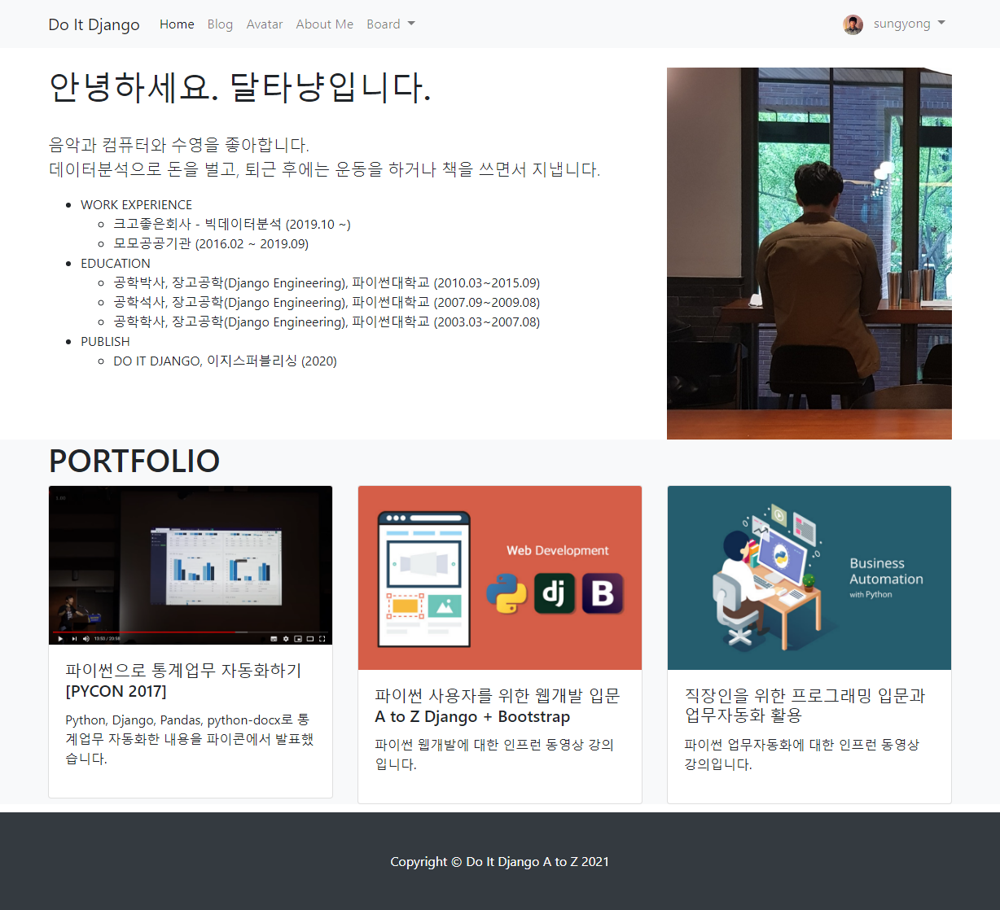 Do It Django Home Blog Avatar About Me Board sungyong
안녕하세요. 달타냥입니다.
음악과 컴퓨터와 수영을 좋아합니다.
데이터분석으로 돈을 벌고, 퇴근 후에는 운동을 하거나 책을 쓰면서 지냅니다.
WORK EXPERIENCE
크고좋은회사 - 빅데이터분석 (2019.10 ~)
모모공공기관 (2016.02 ~ 2019.09)
EDUCATION
공학박사, 장고공학(Django Engineering), 파이썬대학교 (2010.03~2015.09)
공학석사, 장고공학(Django Engineering), 파이썬대학교 (2007.09~2009.08)
공학학사, 장고공학(Django Engineering), 파이썬대학교 (2003.03~2007.08)
PUBLISH
DO IT DJANGO, 이지스퍼블리싱 (2020)
PORTFOLIO
13:53 / 20:58
파이썬으로 통계업무 자동화하기
[PYCON 2017]
Python, Django, Pandas, python-docx로 통
계업무 자동화한 내용을 파이콘에서 발표했
습니다.
Web Development
dj B
파이썬 사용자를 위한 웹개발 입문
A to Z Django + Bootstrap
파이썬 웹개발에 대한 인프런 동영상 강의
입니다.
Business
Automation
with Python
직장인을 위한 프로그래밍 입문과
업무자동화 활용
파이썬 업무자동화에 대한 인프런 동영상
강의입니다.
Copyright © Do It Django A to Z 2021